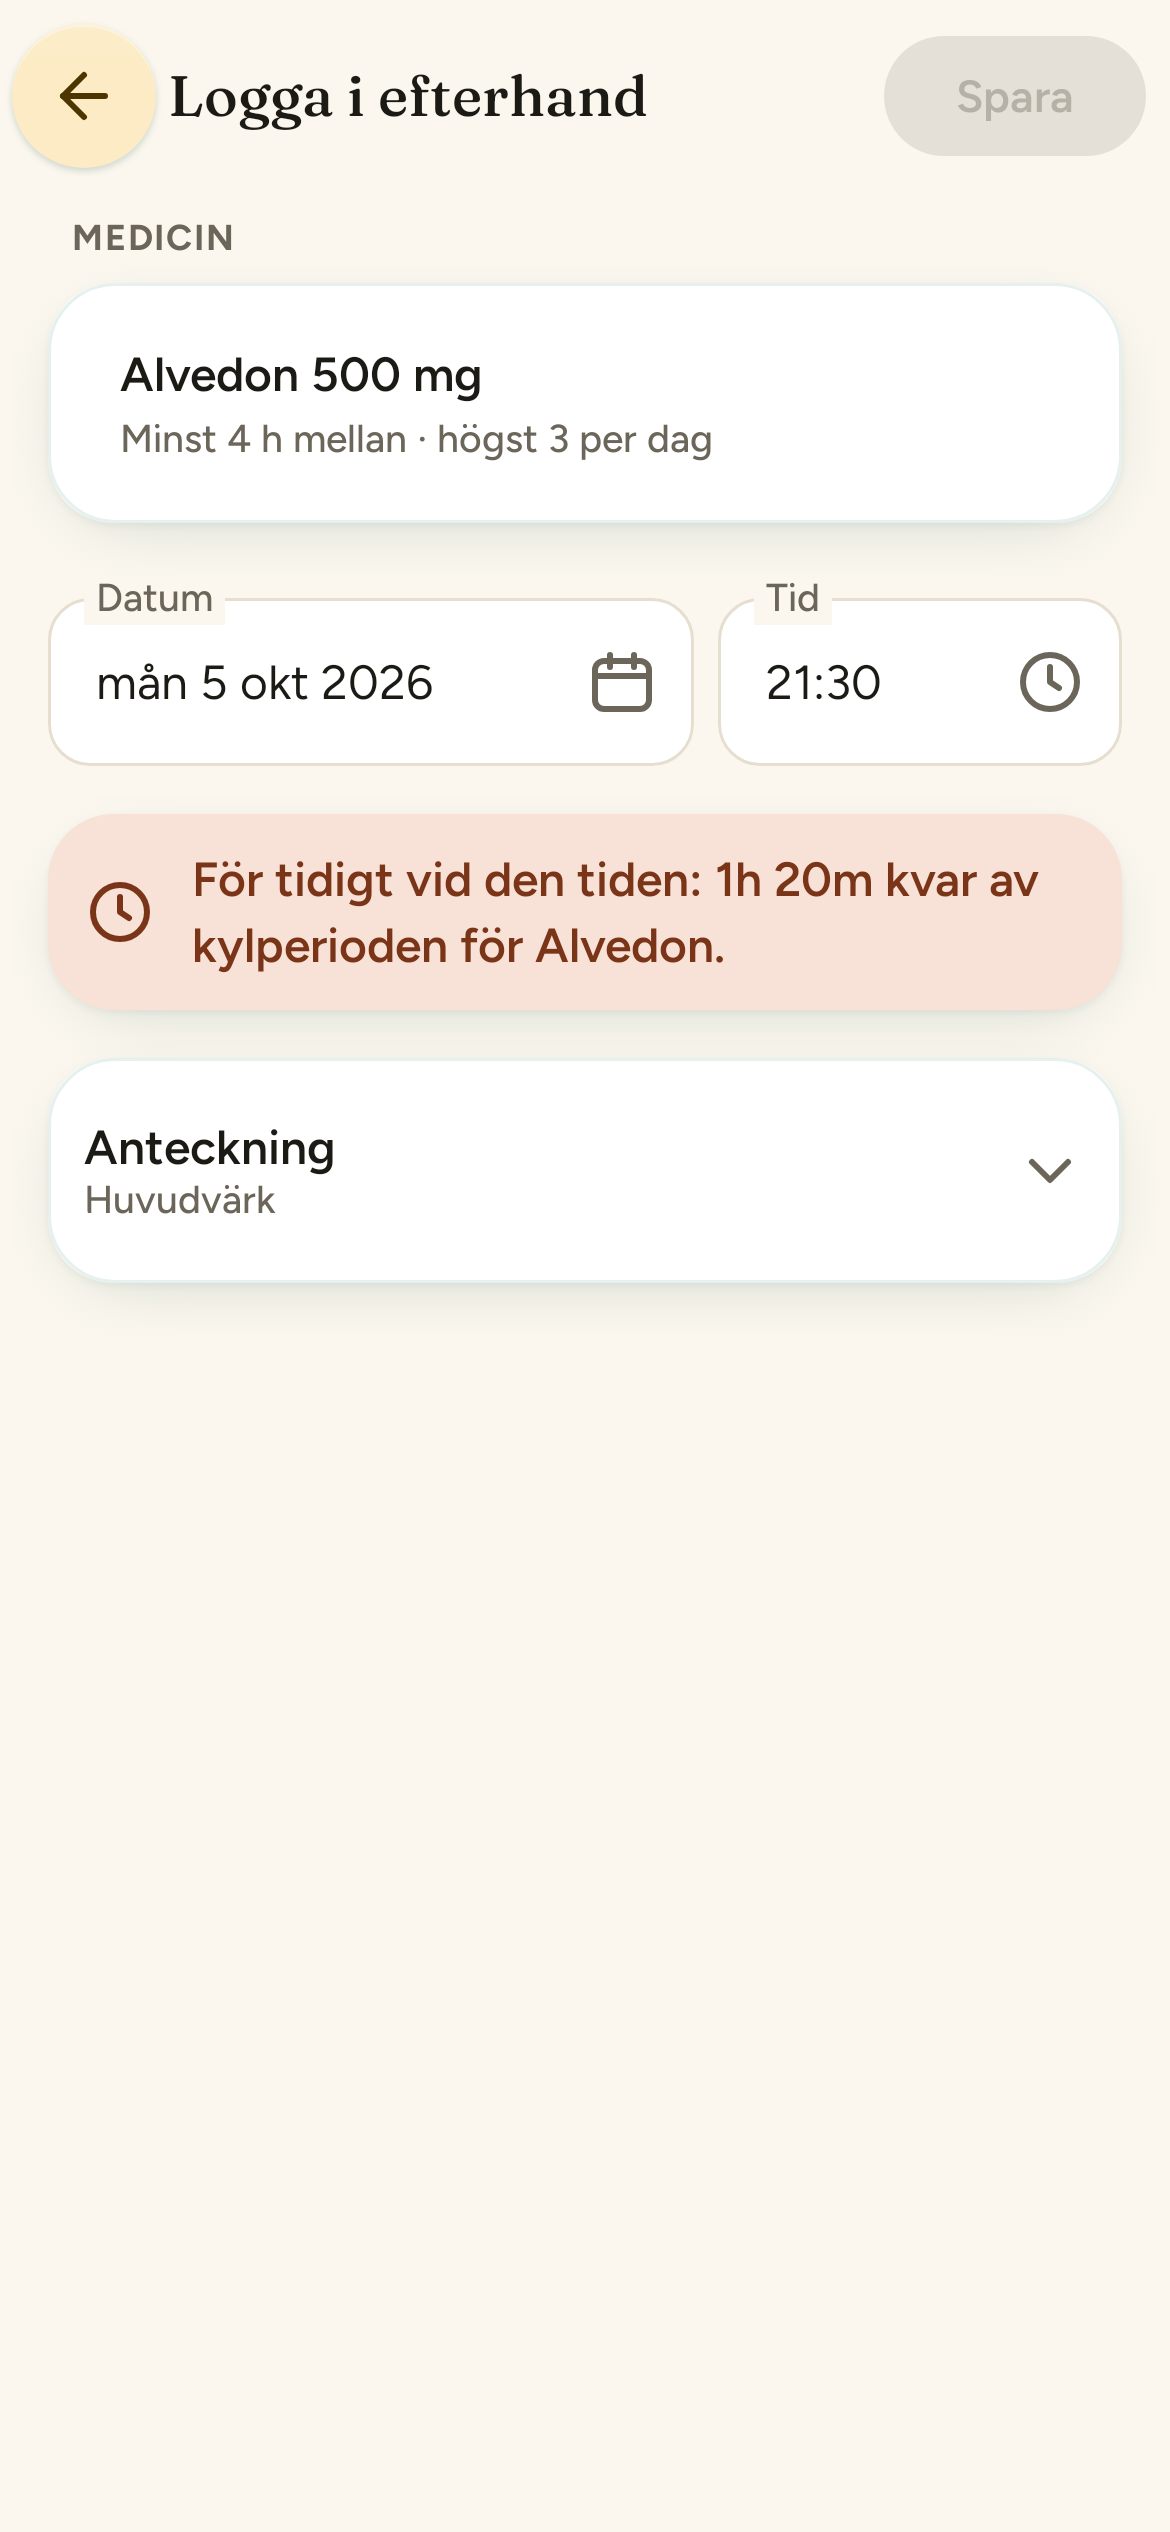 Logga i efterhand
Spara
MEDICIN
Alvedon 500 mg
Minst 4 h mellan · högst 3 per dag
Datum
Tid
mån 5 okt 2026
21:30
För tidigt vid den tiden: 1h 20m kvar av
kylperioden för Alvedon.
Anteckning
Huvudvärk